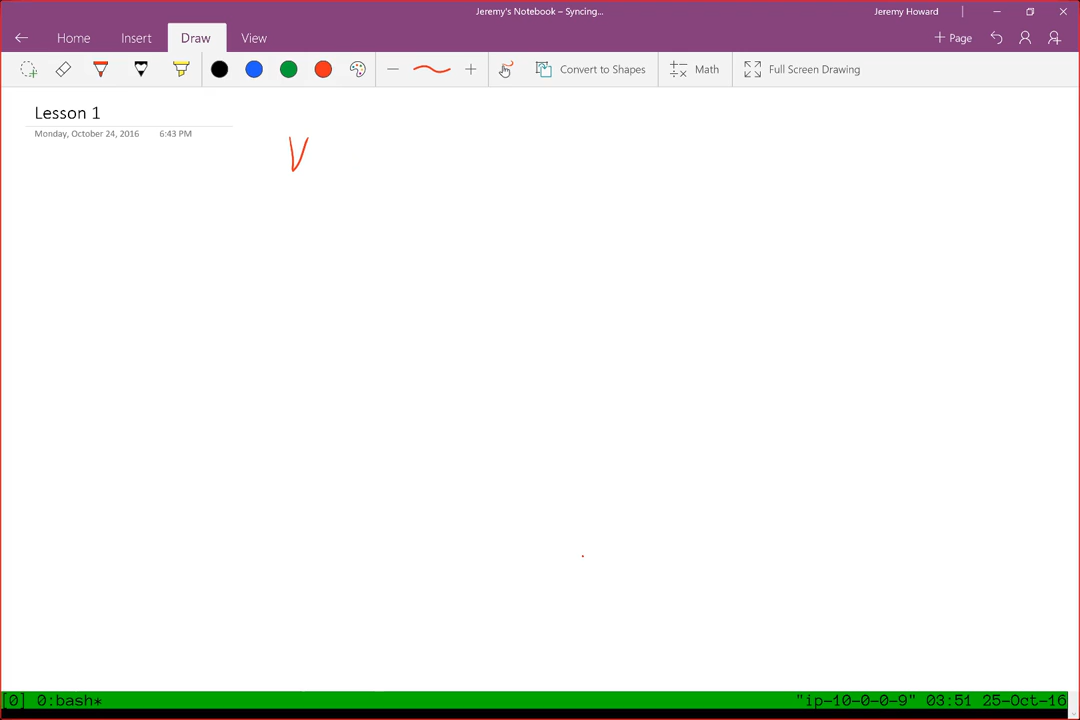 Jeremy's Notebook – Syncing...
Jeremy Howard
Home Insert Draw View
+ Page
Convert to Shapes
Math
Full Screen Drawing
Lesson 1
Monday, October 24, 2016 6:43 PM
V
[0] 0:bash* "ip-10-0-0-9" 03:51 25-Oct-16